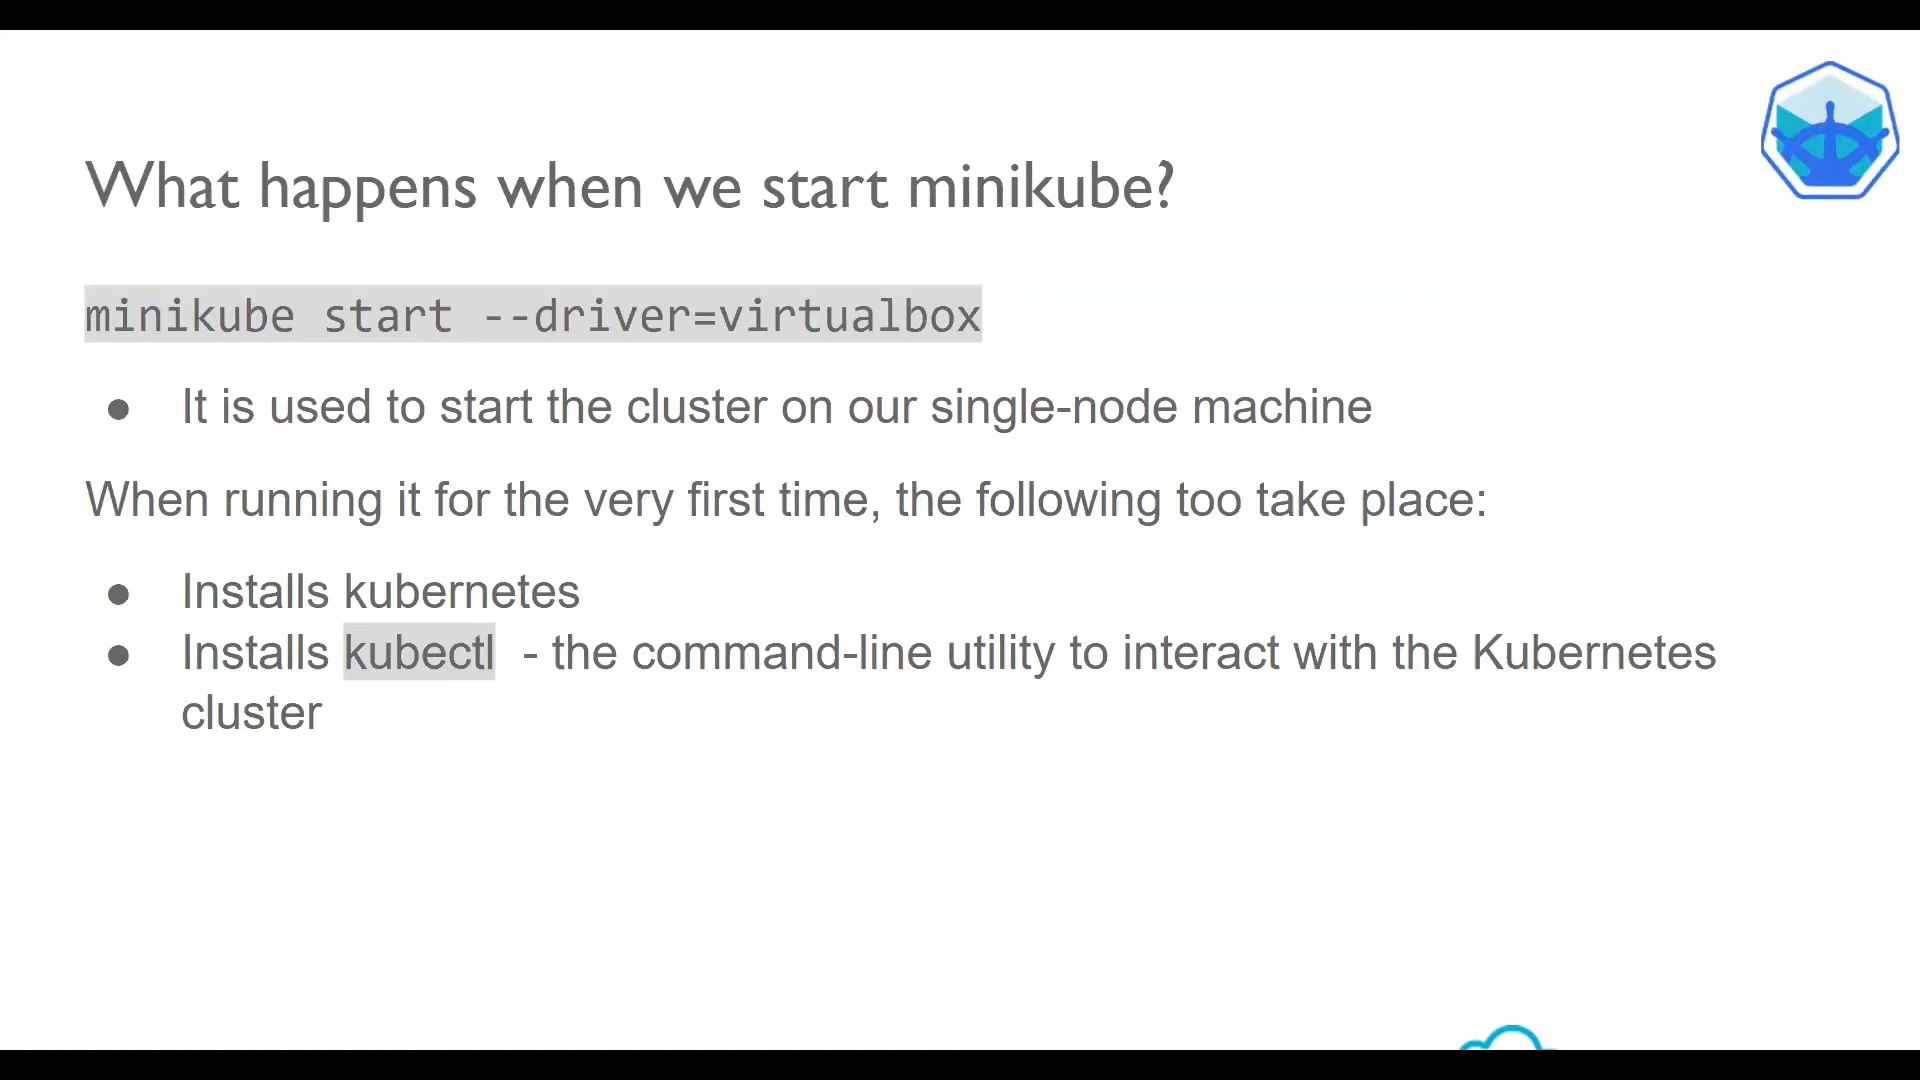 What happens when we start minikube?
minikube start --driver=virtualbox
● It is used to start the cluster on our single-node machine
When running it for the very first time, the following too take place:
● Installs kubernetes
● Installs kubectl - the command-line utility to interact with the Kubernetes
cluster